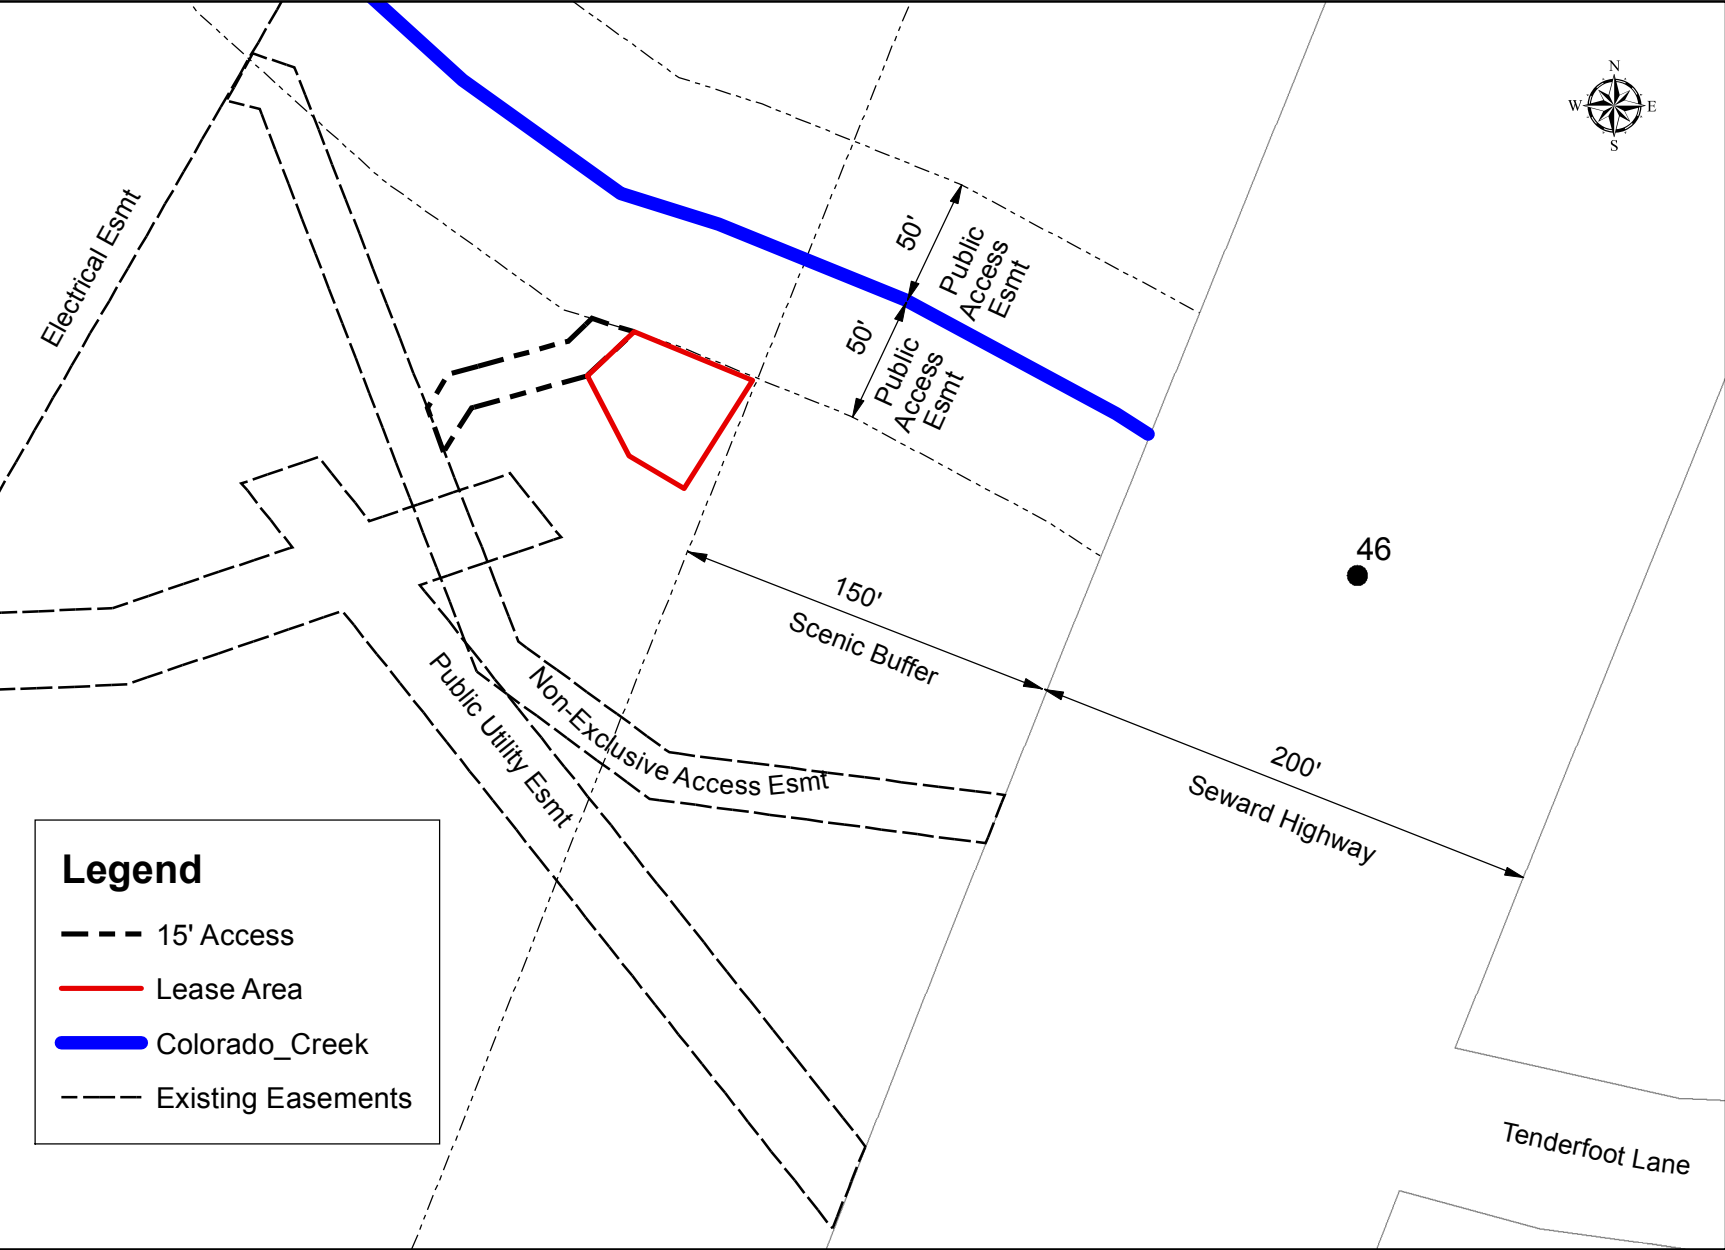 N
W E
S
Electrical Esmt
50'
Public
Access
Esmt
50'
Public
Access
Esmt
46
150'
Scenic Buffer
200'
Seward Highway
Public Utility Esmt
Non-Exclusive Access Esmt
Legend
15' Access
Lease Area
Colorado_Creek
Existing Easements
Tenderfoot Lane